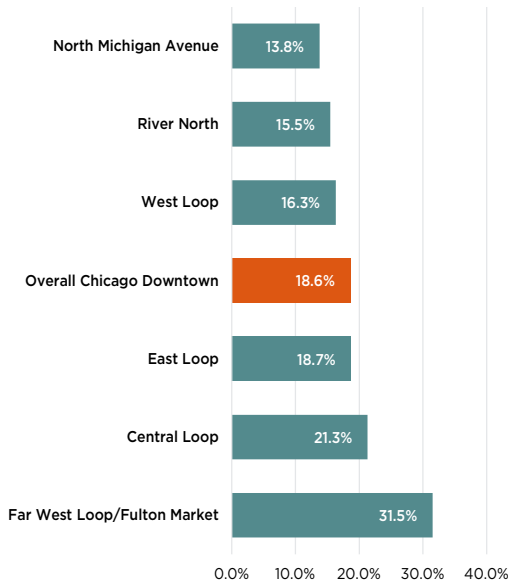 North Michigan Avenue 13.8%
River North 15.5%
West Loop 16.3%
Overall Chicago Downtown 18.6%
East Loop 18.7%
Central Loop 21.3%
Far West Loop/Fulton Market 31.5%
0.0% 10.0% 20.0% 30.0% 40.0%